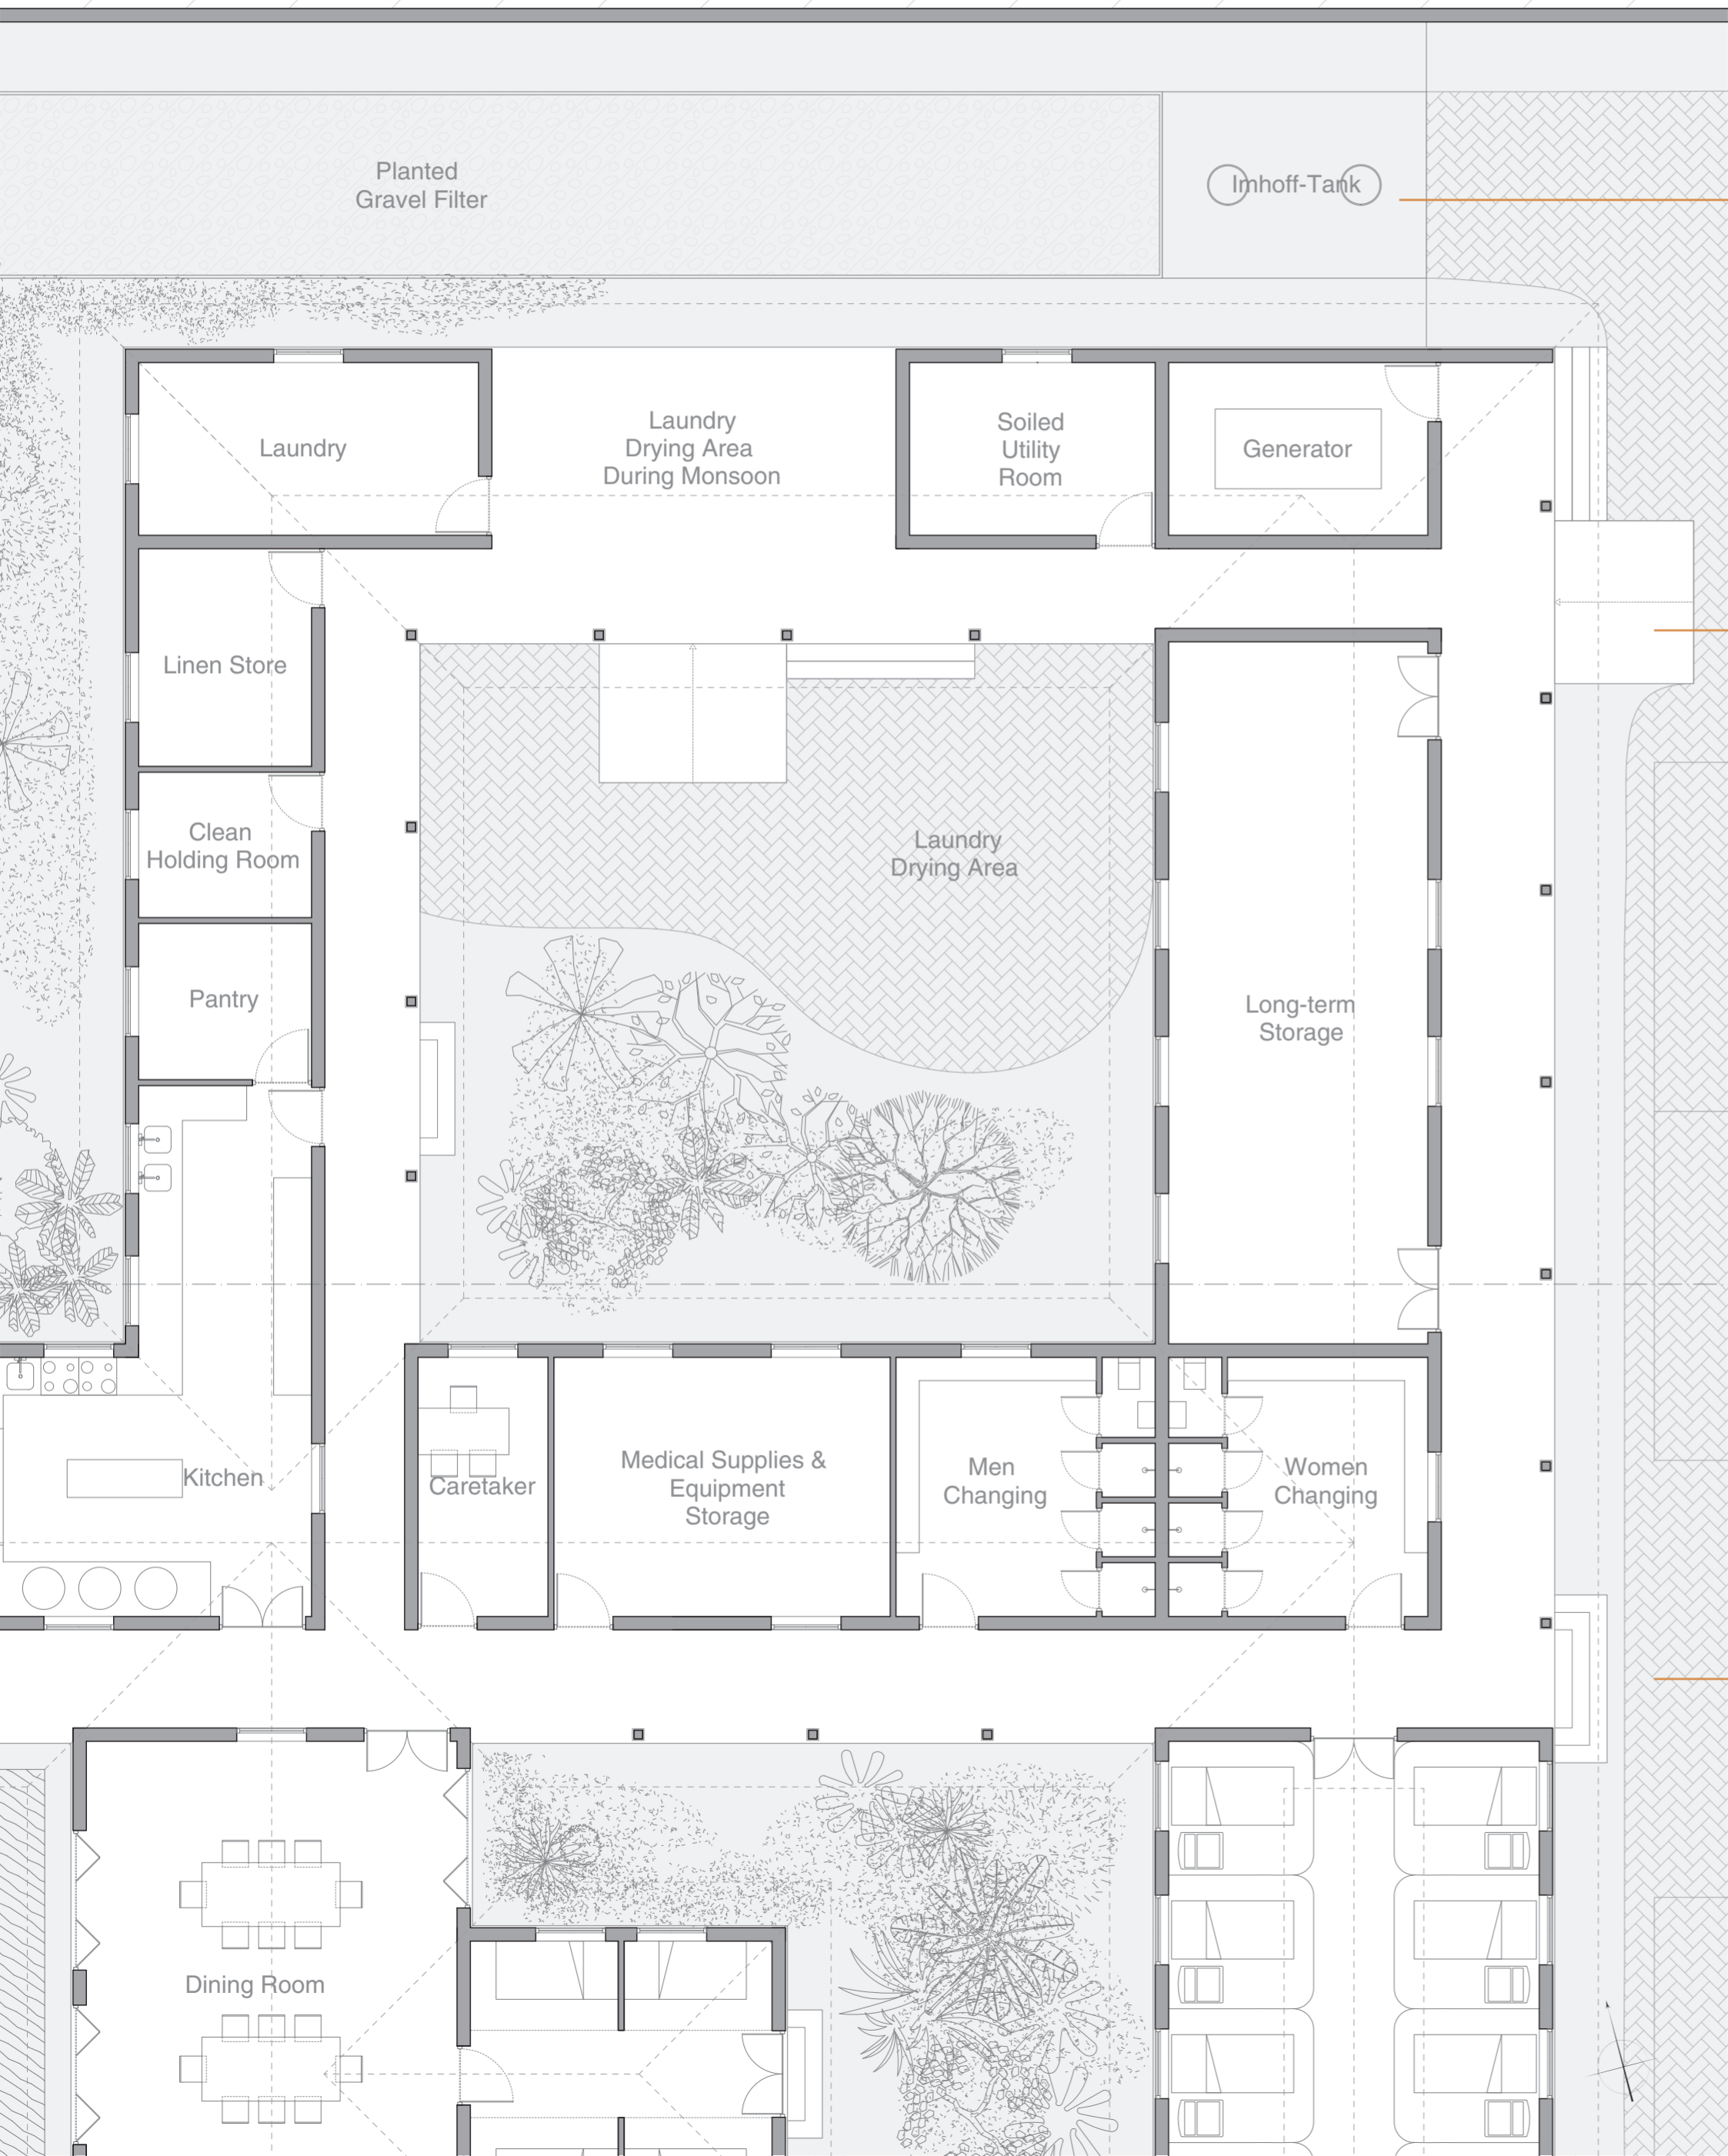 Planted
Gravel Filter
Imhoff-Tank
Laundry
Laundry
Drying Area
During Monsoon
Soiled
Utility
Room
Generator
Linen Store
Clean
Holding Room
Laundry
Drying Area
Pantry
Long-term
Storage
Kitchen
Caretaker
Medical Supplies &
Equipment
Storage
Men
Changing
Women
Changing
Dining Room